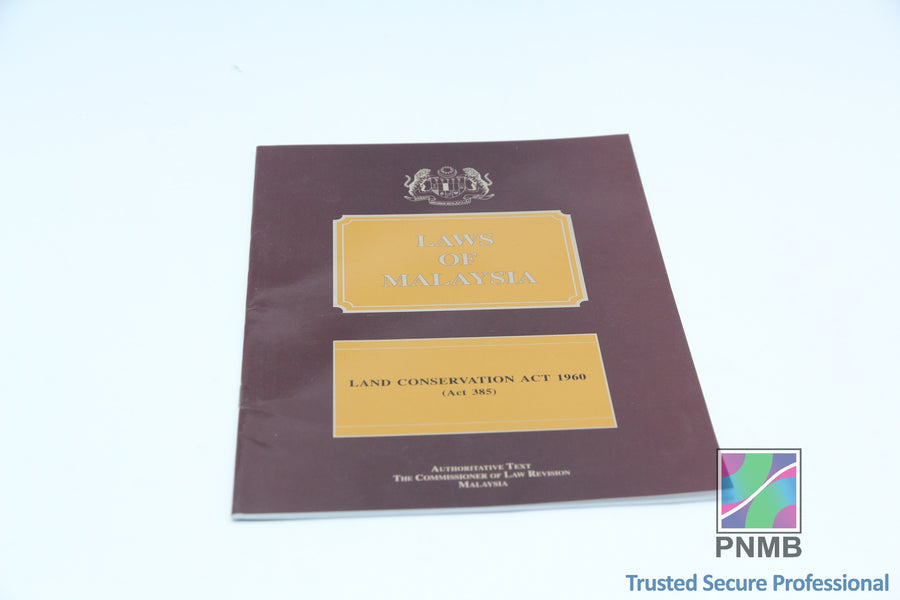 LAWS
OF
MALAYSIA
LAND CONSERVATION ACT 1960
(Act 385)
AUTHORITATIVE TEXT
THE COMMISSIONER OF LAW REVISION
MALAYSIA
PNMB
Trusted Secure Professional